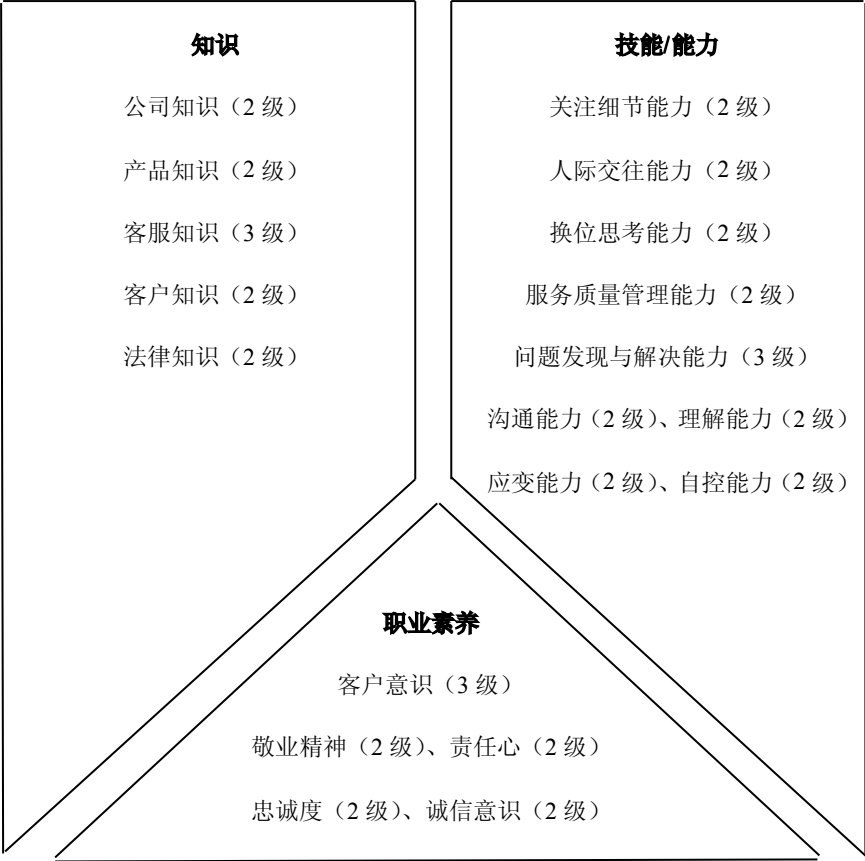 知识
公司知识（2 级）
产品知识（2 级）
客服知识（3 级）
客户知识（2 级）
法律知识（2 级）
技能/能力
关注细节能力（2 级）
人际交往能力（2 级）
换位思考能力（2 级）
服务质量管理能力（2 级）
问题发现与解决能力（3 级）
沟通能力（2 级）、理解能力（2 级）
应变能力（2 级）、自控能力（2 级）
职业素养
客户意识（3 级）
敬业精神（2 级）、责任心（2 级）
忠诚度（2 级）、诚信意识（2 级）